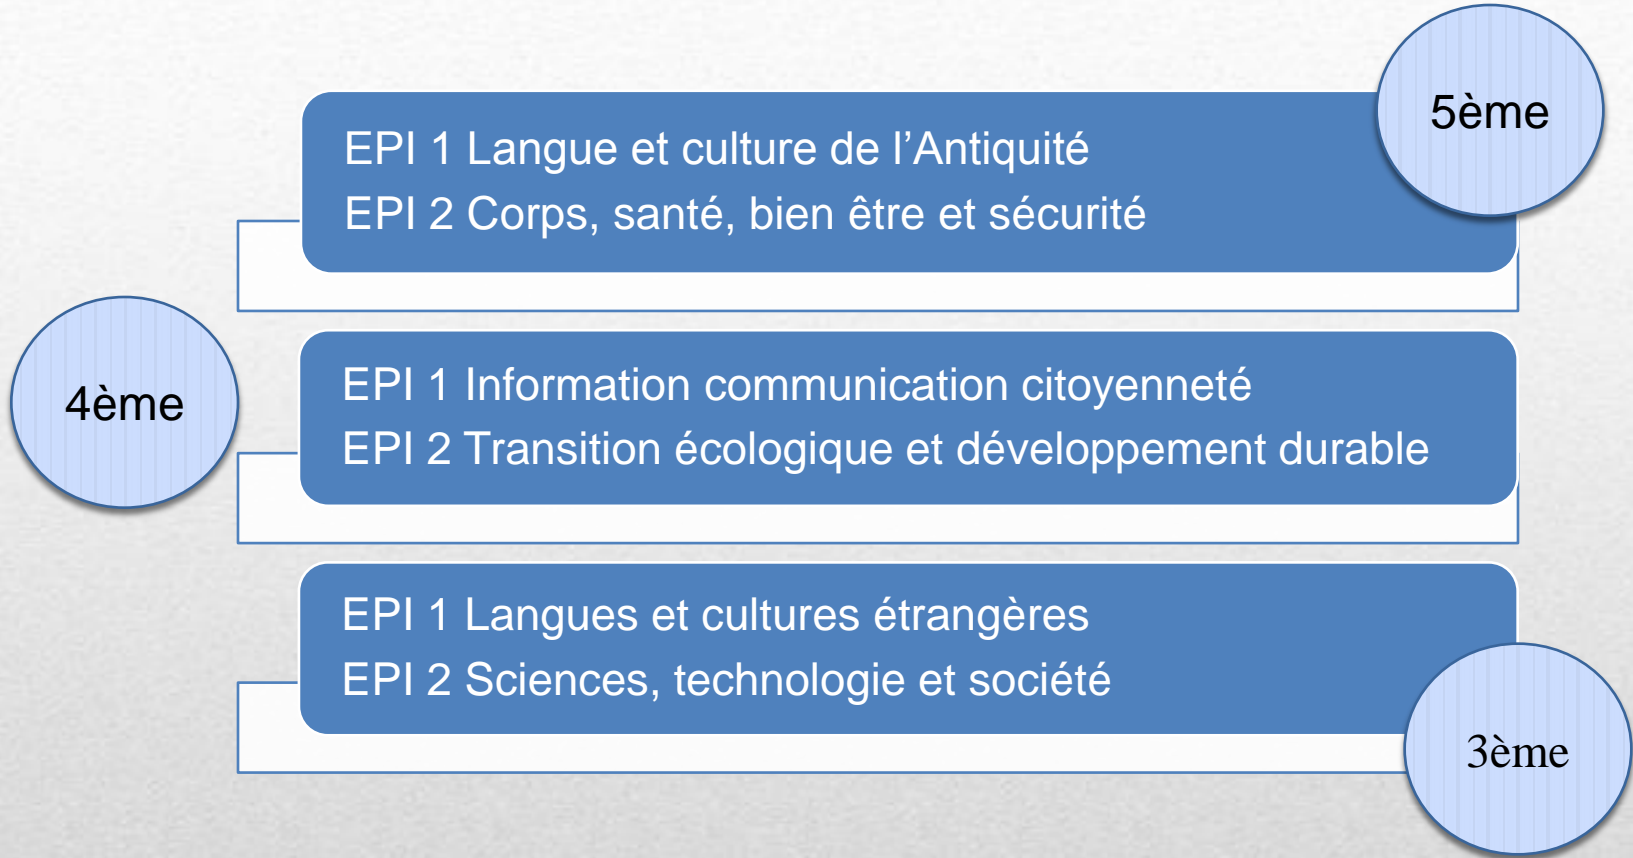 5ème
EPI 1 Langue et culture de l’Antiquité
EPI 2 Corps, santé, bien être et sécurité
4ème
EPI 1 Information communication citoyenneté
EPI 2 Transition écologique et développement durable
EPI 1 Langues et cultures étrangères
EPI 2 Sciences, technologie et société
3ème